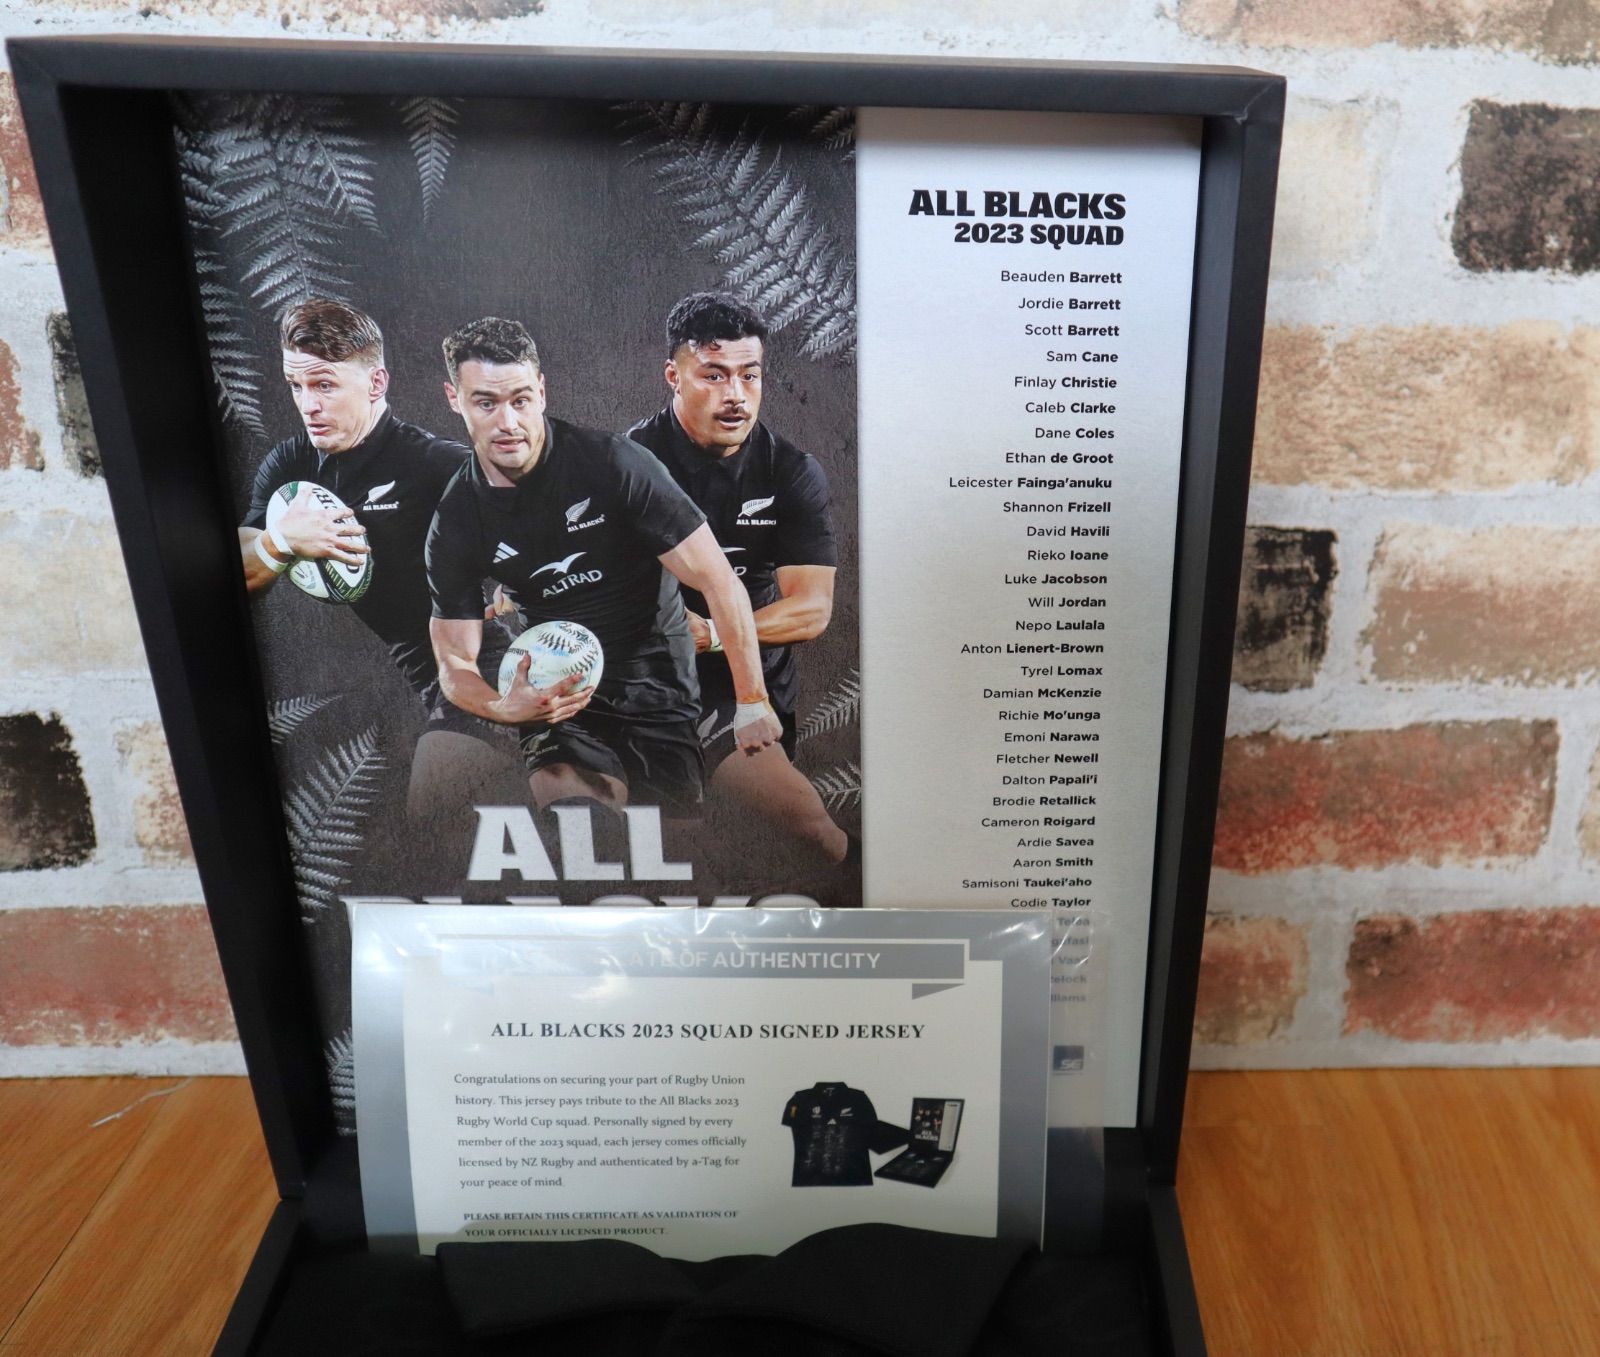 ALL BLACKS
2023 SQUAD
Beauden Barrett
Jordie Barrett
Scott Barrett
Sam Cane
Finlay Christie
Caleb Clarke
Dane Coles
Ethan de Groot
Leicester Fainga'anuku
Shannon Frizell
David Havili
Rieko Ioane
Luke Jacobson
Will Jordan
Nepo Laulala
Anton Lienert-Brown
Tyrel Lomax
Damian McKenzie
Richie Mo'unga
Emoni Narawa
Fletcher Newell
Dalton Papali'i
Brodie Retallick
Cameron Roigard
Ardie Savea
Aaron Smith
Samisoni Taukei'aho
Codie Taylor
Telea
ALL BLACKS
ALL BLACKS
ALL BLACKS
ALTRAD
ALL
BLACKS
OF AUTHENTICITY
ALL BLACKS 2023 SQUAD SIGNED JERSEY
Congratulations on securing your part of Rugby Union
history. This jersey pays tribute to the All Blacks 2023
Rugby World Cup squad. Personally signed by every
member of the 2023 squad, each jersey comes officially
licensed by NZ Rugby and authenticated by a-Tag for
your peace of mind
PLEASE RETAIN THIS CERTIFICATE AS VALIDATION OF
YOUR OFFICIALLY LICENSED PRODUCT.
ALL
BLACKS